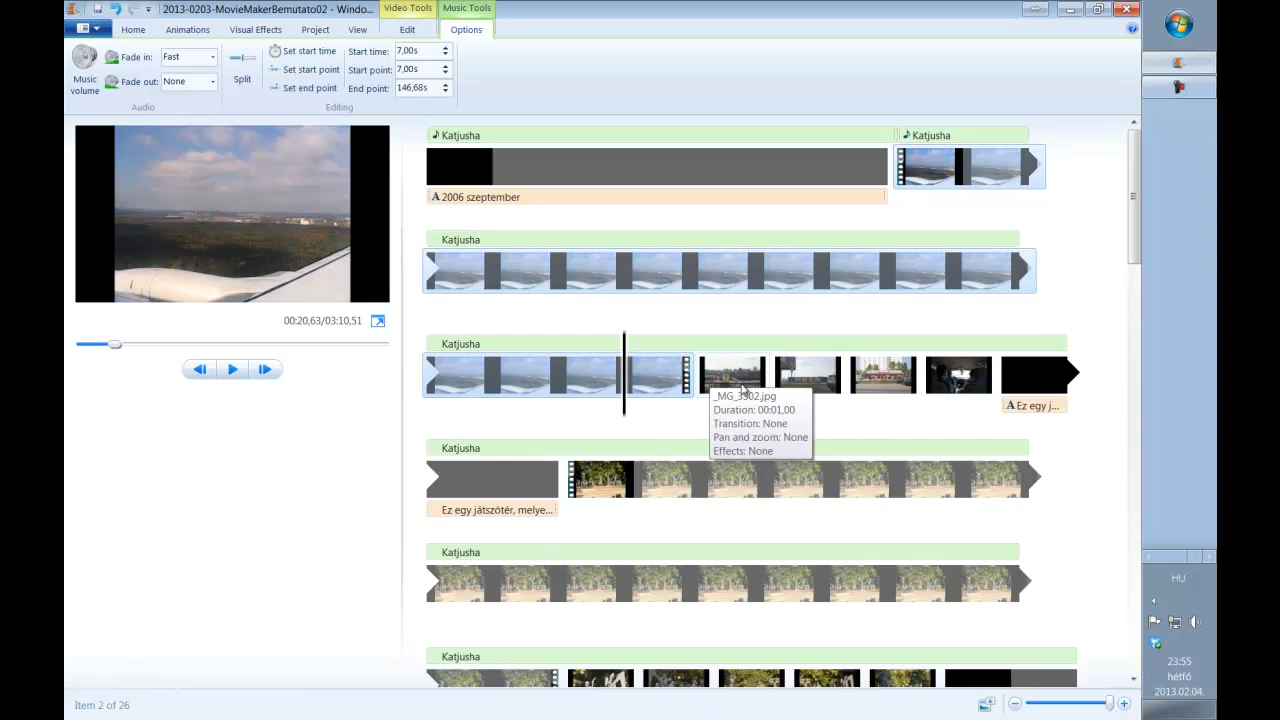 2013-0203-MovieMakerBemutato02 - Windo...
Video Tools
Music Tools
Home
Animations
Visual Effects
Project
View
Edit
Options
Music volume
Fade in: Fast
Fade out: None
Audio
Split
Set start time
Set start point
Set end point
Start time: 7,00s
Start point: 7,00s
End point: 146,68s
Editing
Katjusha
Katjusha
A 2006 szeptember
Katjusha
00:20,63/03:10,51
Katjusha
_MG_3302.jpg
Duration: 00:01,00
Transition: None
Pan and zoom: None
Effects: None
A Ez egy j...
Katjusha
Ez egy játszótér, melye...
Katjusha
Katjusha
Item 2 of 26
HU
23:55
hétfő
2013.02.04.